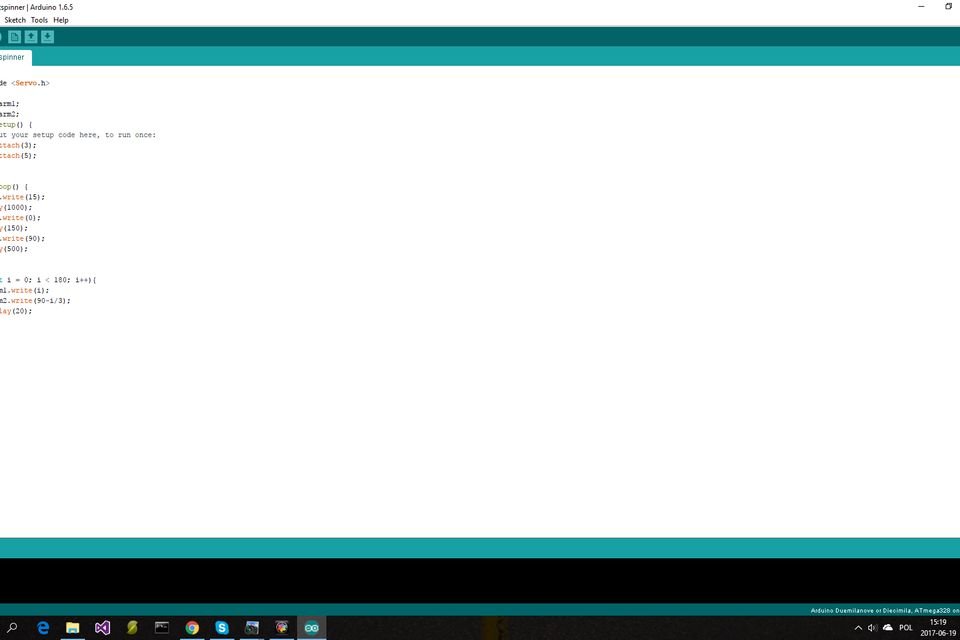 spinner | Arduino 1.6.5
Sketch Tools Help
spinner
de <Servo.h>
arm1;
arm2;
etup() {
ut your setup code here, to run once:
ttach(3);
ttach(5);
oop() {
.write(15);
y(1000);
.write(0);
y(150);
.write(90);
y(500);
t i = 0; i < 180; i++){
m1.write(i);
m2.write(90-i/3);
lay(20);
Arduino Duemilanove or Diecimila, ATmega328 on
POL
15:19
2017-06-19